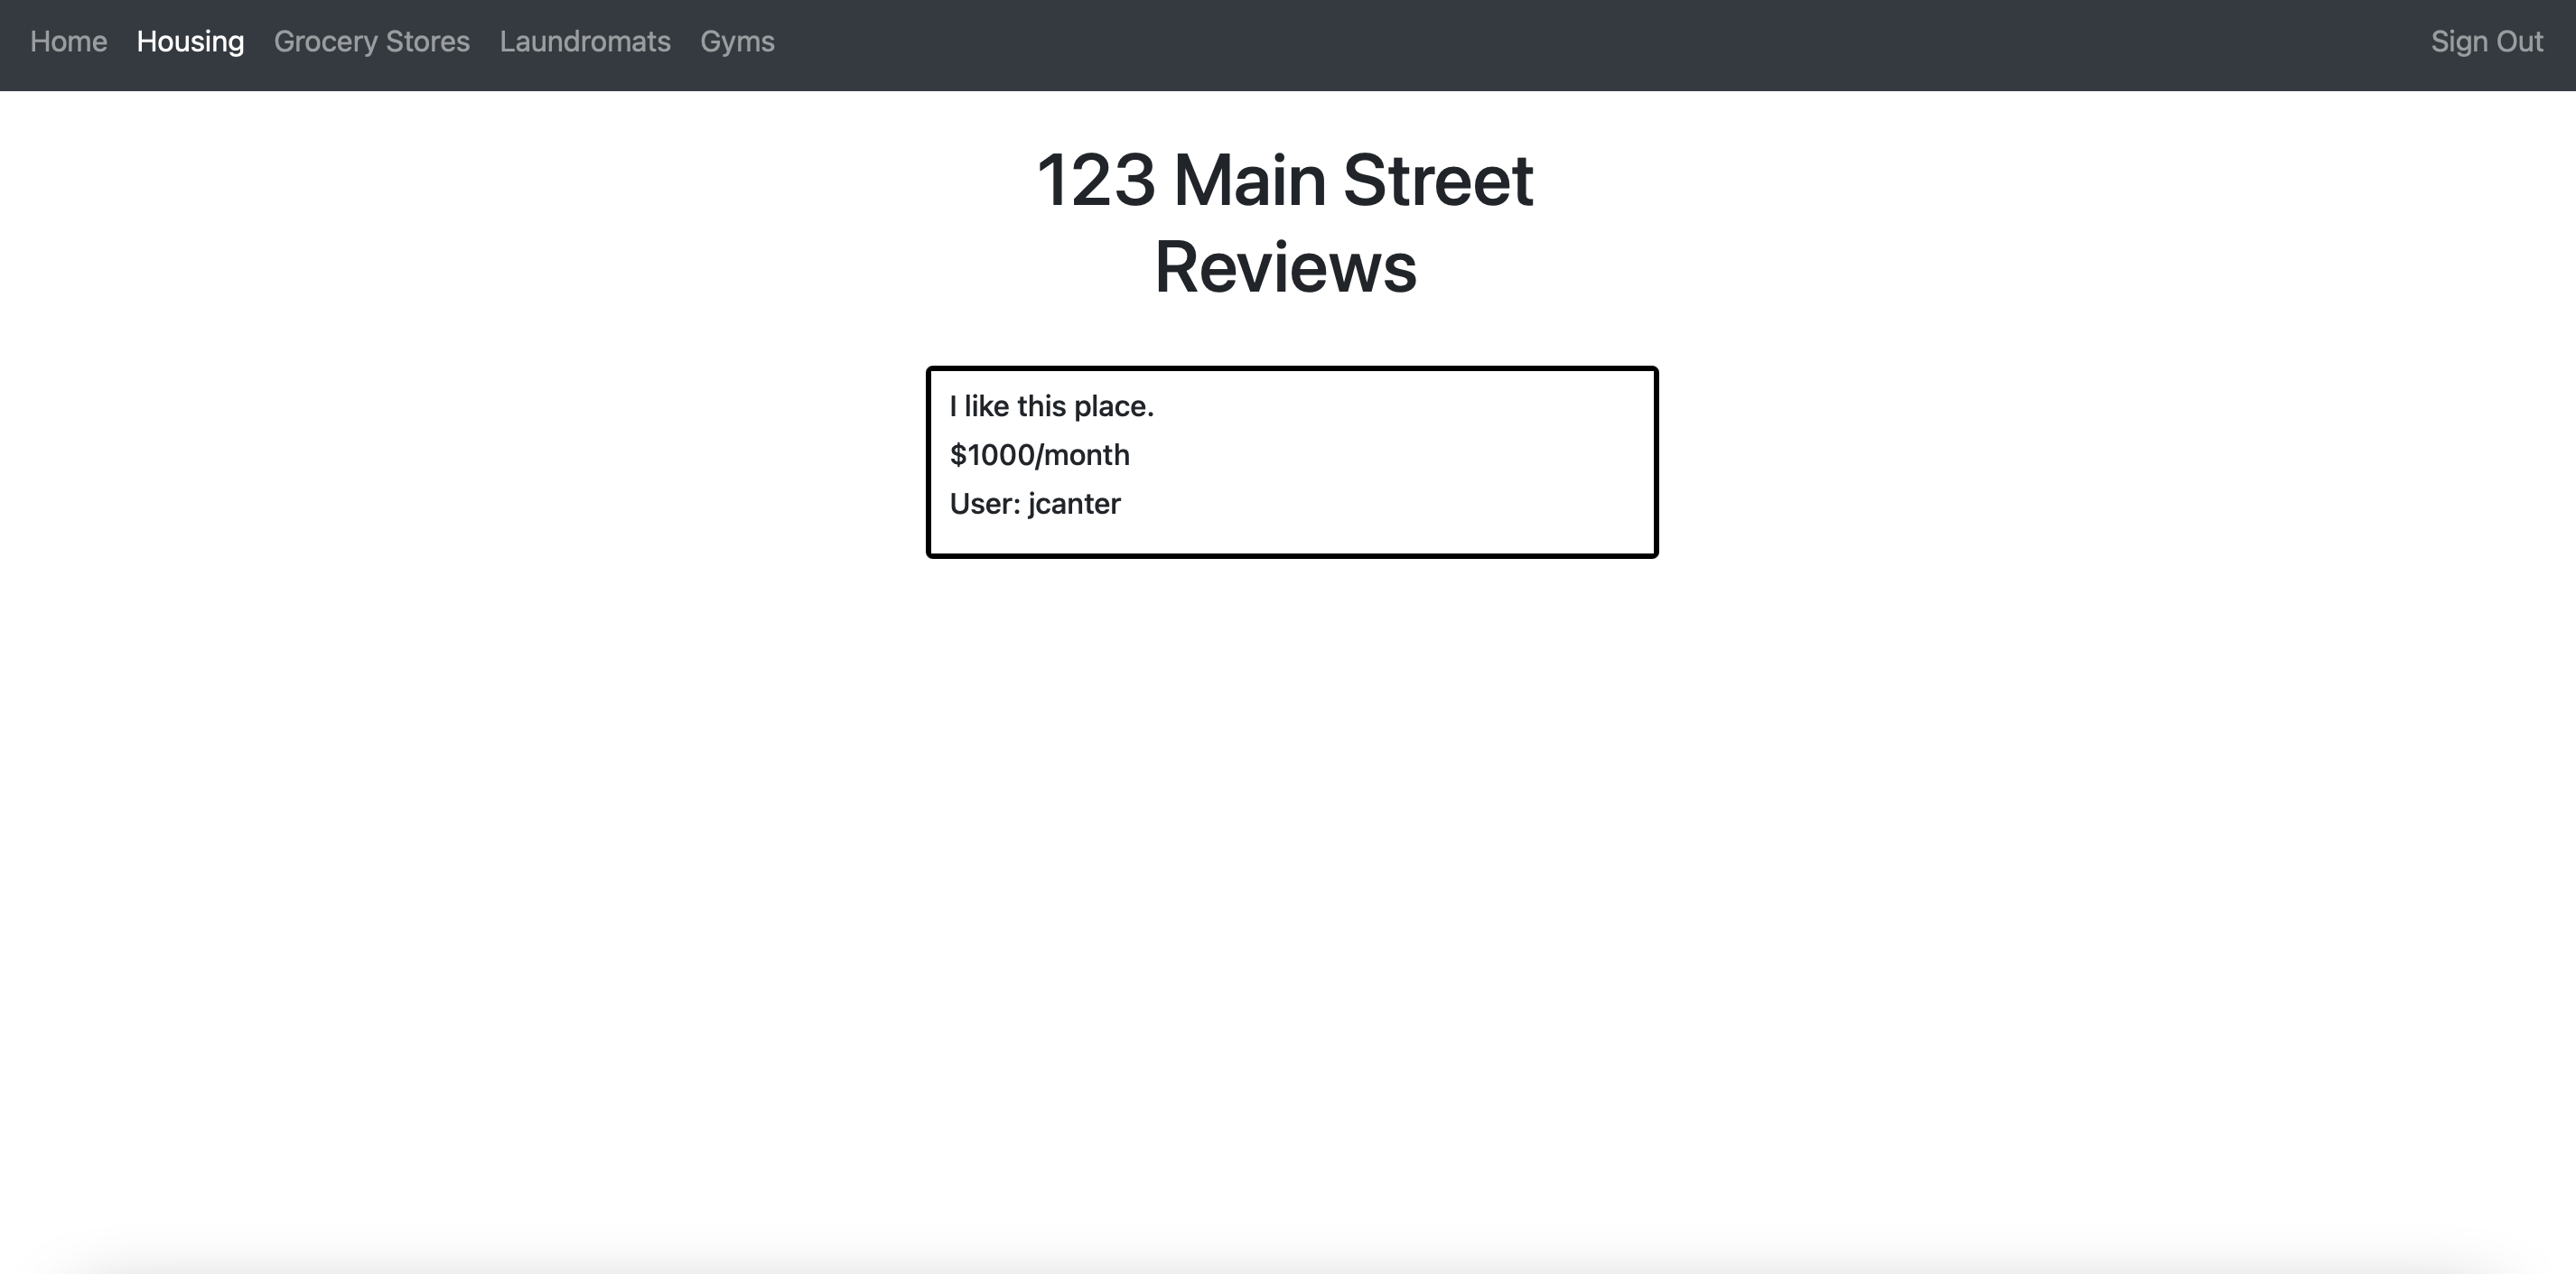 Home Housing Grocery Stores Laundromats Gyms Sign Out
123 Main Street
Reviews
I like this place.
$1000/month
User: jcanter